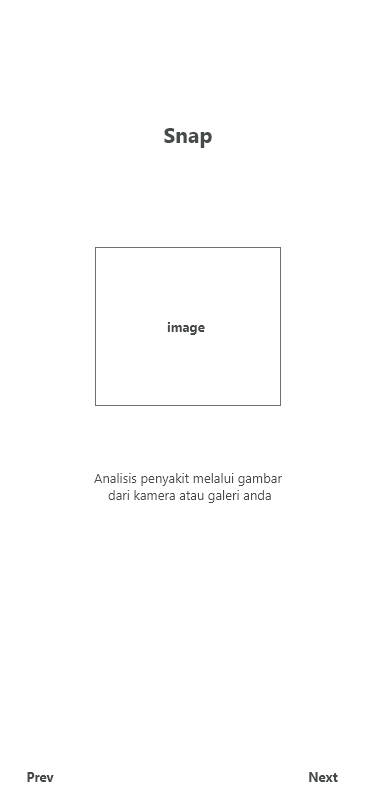 Snap
image
Analisis penyakit melalui gambar
dari kamera atau galeri anda
Prev
Next